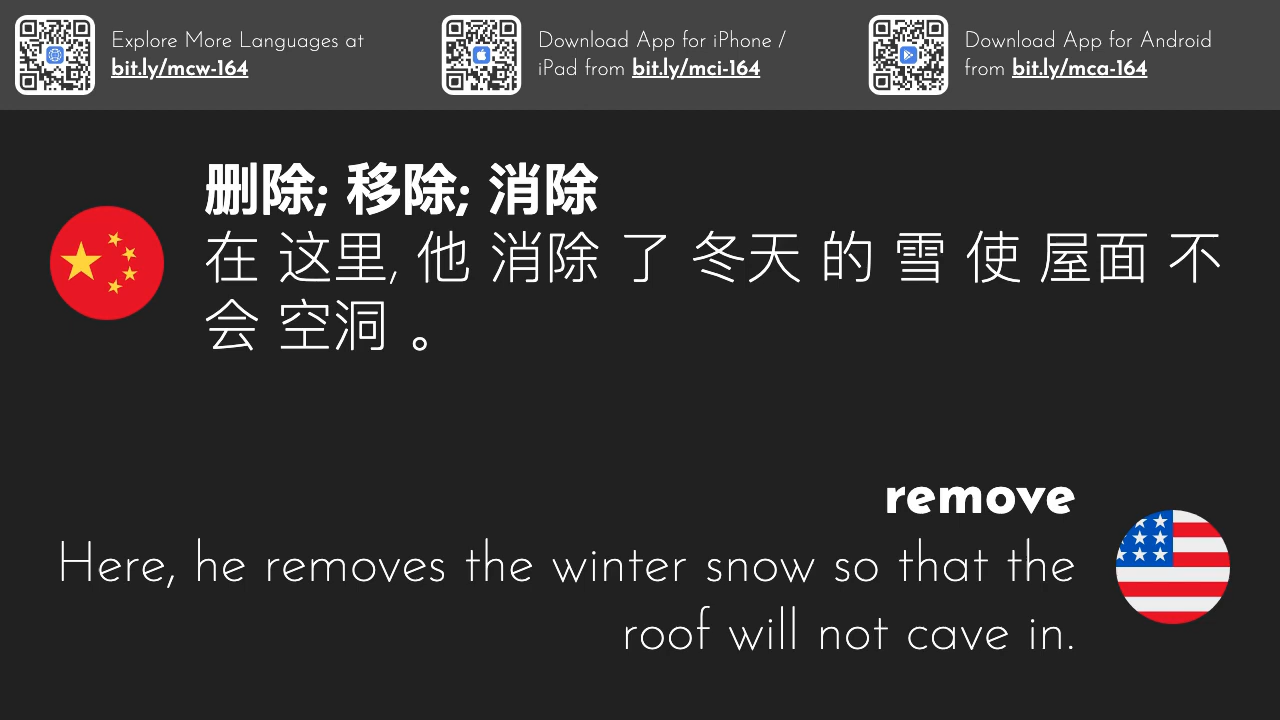 Explore More Languages at
bit.ly/mcw-164
Download App for iPhone /
iPad from bit.ly/mci-164
Download App for Android
from bit.ly/mca-164
删除; 移除; 消除
在 这里, 他 消除 了 冬天 的 雪 使 屋面 不
会 空洞 。
remove
Here, he removes the winter snow so that the
roof will not cave in.